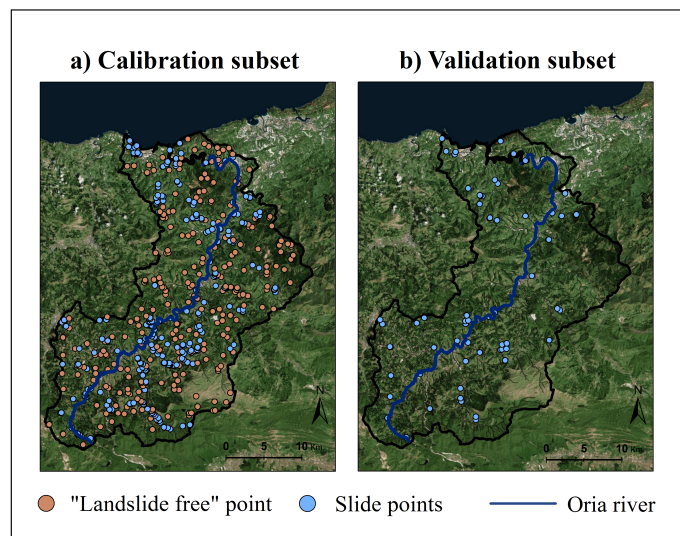 a) Calibration subset
b) Validation subset
N
0 5 10 Km
N
0 5 10 Km
"Landslide free" point
Slide points
Oria river